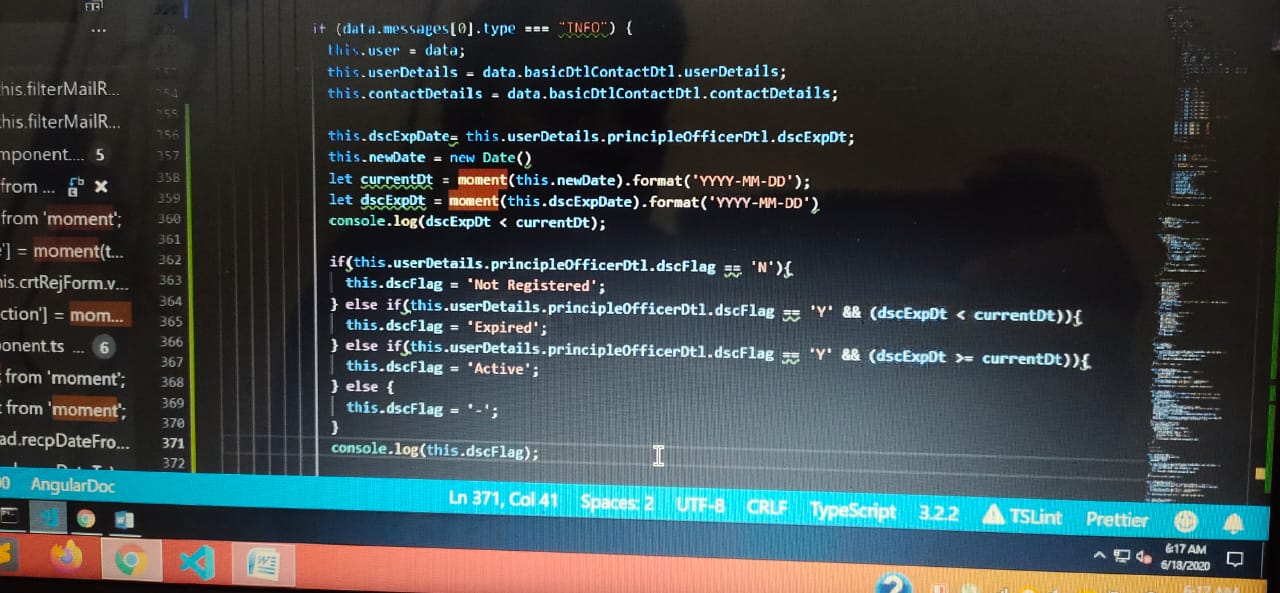 if (data.messages[0].type === "INFO") {
this.user = data;
this.userDetails = data.basicDtlContactDtl.userDetails;
this.contactDetails = data.basicDtlContactDtl.contactDetails;
this.dscExpDate= this.userDetails.principleOfficerDtl.dscExpDt;
this.newDate = new Date()
let currentDt = moment(this.newDate).format('YYYY-MM-DD');
let dscExpDt = moment(this.dscExpDate).format('YYYY-MM-DD')
console.log(dscExpDt < currentDt);
if(this.userDetails.principleOfficerDtl.dscFlag == 'N'){
this.dscFlag = 'Not Registered';
} else if(this.userDetails.principleOfficerDtl.dscFlag == 'Y' && (dscExpDt < currentDt)){
this.dscFlag = 'Expired';
} else if(this.userDetails.principleOfficerDtl.dscFlag == 'Y' && (dscExpDt >= currentDt)){
this.dscFlag = 'Active';
} else {
this.dscFlag = '-';
}
console.log(this.dscFlag);
...
his.filterMailR...
his.filterMailR...
mponent.... 5
from ...
from 'moment';
'] = moment(t...
is.crtRejForm.v...
ction'] = mom...
onent.ts ... 6
from 'moment';
from 'moment';
ad.recpDateFro...
354
355
356
357
358
359
360
361
362
363
364
365
366
367
368
369
370
371
372
AngularDoc
Ln 371, Col 41
Spaces: 2
UTF-8
CRLF
TypeScript
3.2.2
TSLint
Prettier
6:17 AM
6/18/2020